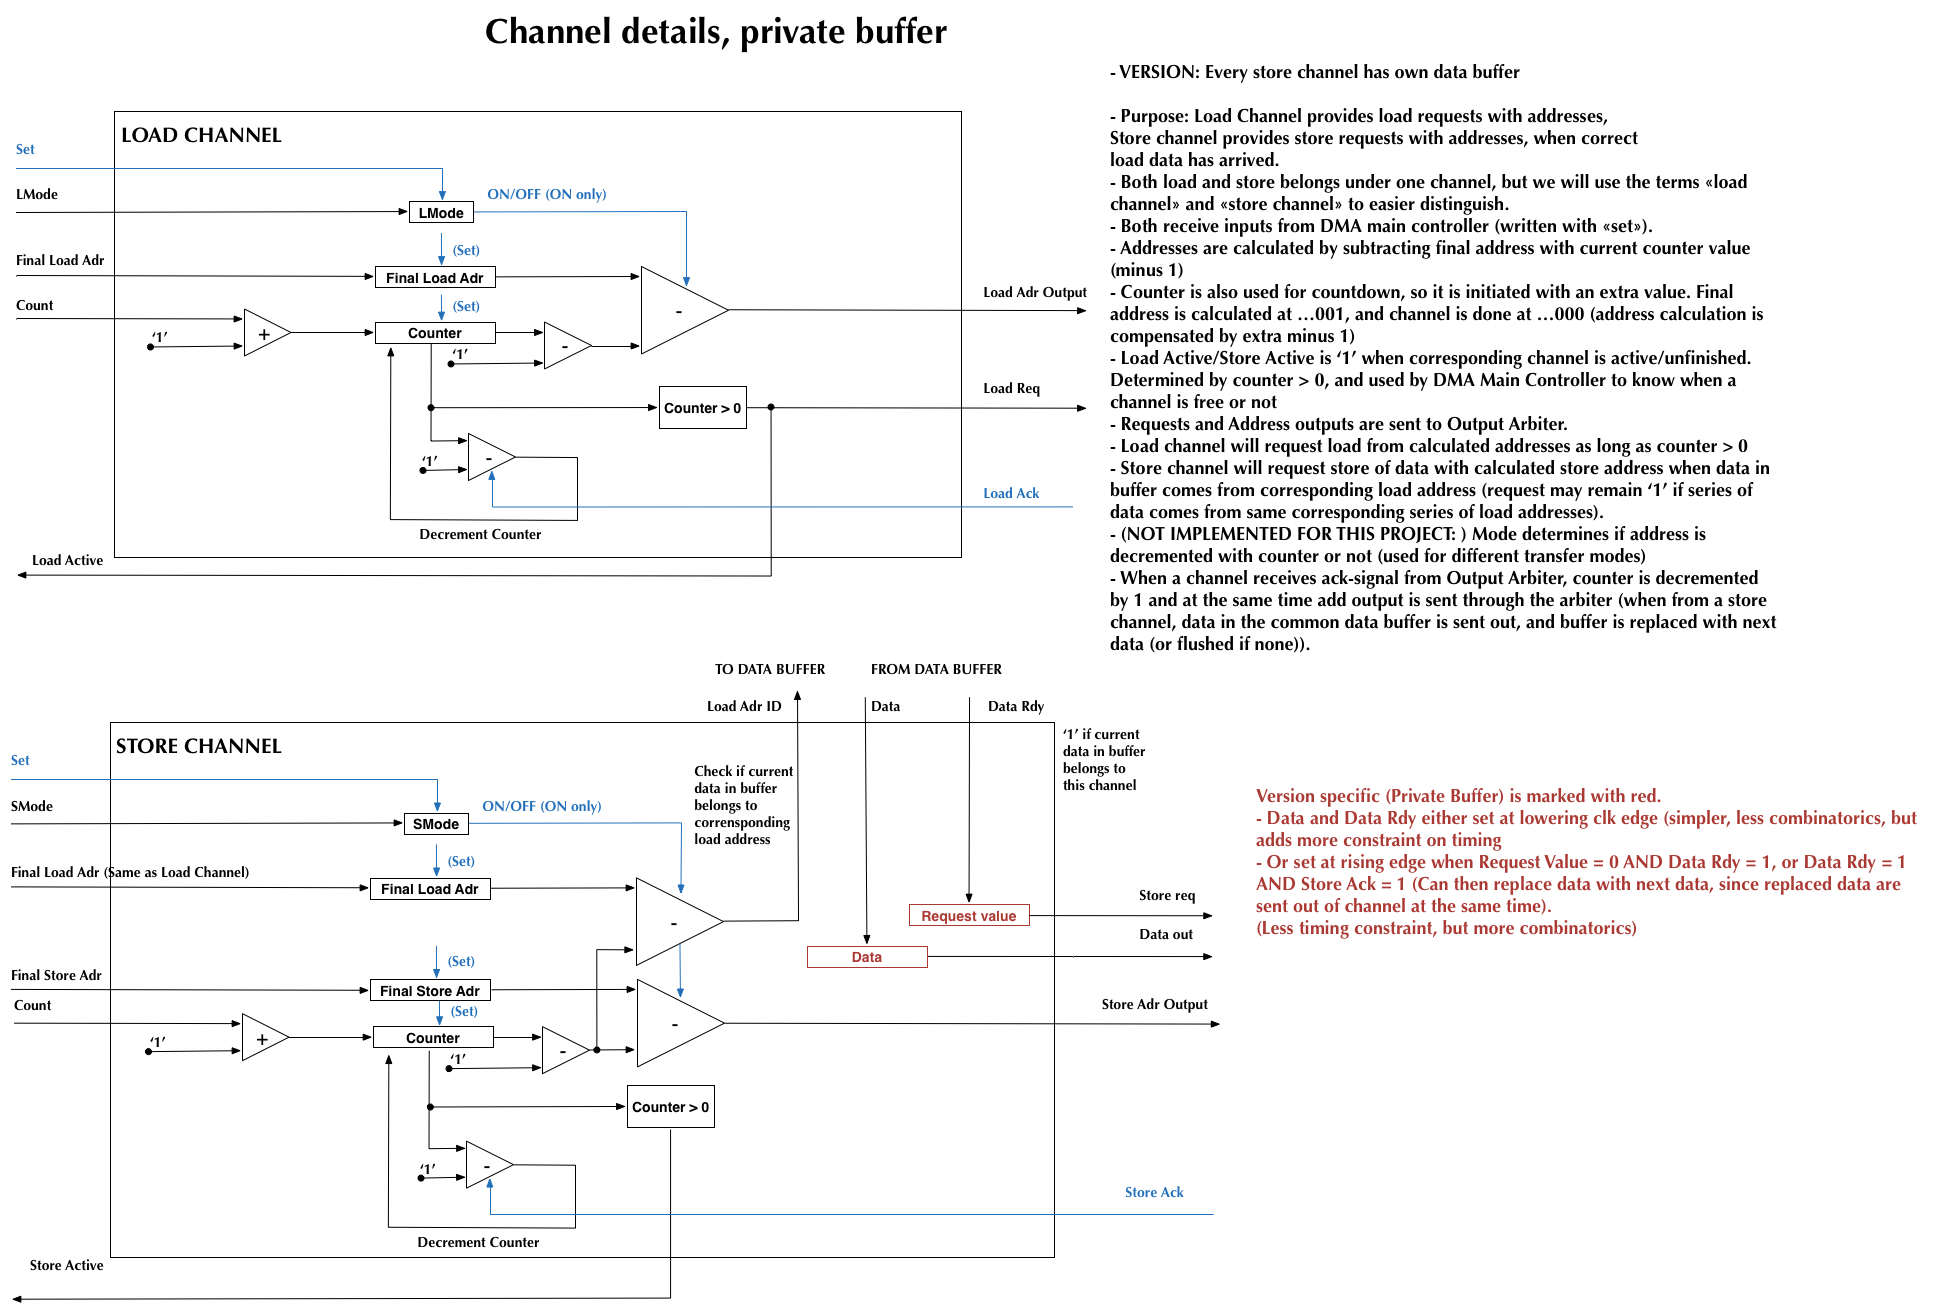 Channel details, private buffer
- VERSION: Every store channel has own data buffer
- Purpose: Load Channel provides load requests with addresses,
Store channel provides store requests with addresses, when correct
load data has arrived.
- Both load and store belongs under one channel, but we will use the terms «load
channel» and «store channel» to easier distinguish.
- Both receive inputs from DMA main controller (written with «set»).
- Addresses are calculated by subtracting final address with current counter value
(minus 1)
- Counter is also used for countdown, so it is initiated with an extra value. Final
address is calculated at …001, and channel is done at …000 (address calculation is
compensated by extra minus 1)
- Load Active/Store Active is ‘1’ when corresponding channel is active/unfinished.
Determined by counter > 0, and used by DMA Main Controller to know when a
channel is free or not
- Requests and Address outputs are sent to Output Arbiter.
- Load channel will request load from calculated addresses as long as counter > 0
- Store channel will request store of data with calculated store address when data in
buffer comes from corresponding load address (request may remain ‘1’ if series of
data comes from same corresponding series of load addresses).
- (NOT IMPLEMENTED FOR THIS PROJECT: ) Mode determines if address is
decremented with counter or not (used for different transfer modes)
- When a channel receives ack-signal from Output Arbiter, counter is decremented
by 1 and at the same time add output is sent through the arbiter (when from a store
channel, data in the common data buffer is sent out, and buffer is replaced with next
data (or flushed if none)).
LOAD CHANNEL
Set
LMode
LMode
ON/OFF (ON only)
(Set)
Final Load Adr
Final Load Adr
(Set)
Count
‘1’
+
Counter
‘1’
-
-
Load Adr Output
Counter > 0
Load Req
‘1’
-
Load Ack
Decrement Counter
Load Active
TO DATA BUFFER
FROM DATA BUFFER
Load Adr ID
Data
Data Rdy
‘1’ if current
data in buffer
belongs to
this channel
STORE CHANNEL
Set
Check if current
data in buffer
belongs to
corrensponding
load address
SMode
SMode
ON/OFF (ON only)
(Set)
Final Load Adr (Same as Load Channel)
Final Load Adr
-
Request value
Store req
Data
Data out
(Set)
Final Store Adr
Final Store Adr
(Set)
Count
‘1’
+
Counter
‘1’
-
-
Store Adr Output
Counter > 0
‘1’
-
Store Ack
Decrement Counter
Store Active
Version specific (Private Buffer) is marked with red.
- Data and Data Rdy either set at lowering clk edge (simpler, less combinatorics, but
adds more constraint on timing
- Or set at rising edge when Request Value = 0 AND Data Rdy = 1, or Data Rdy = 1
AND Store Ack = 1 (Can then replace data with next data, since replaced data are
sent out of channel at the same time).
(Less timing constraint, but more combinatorics)